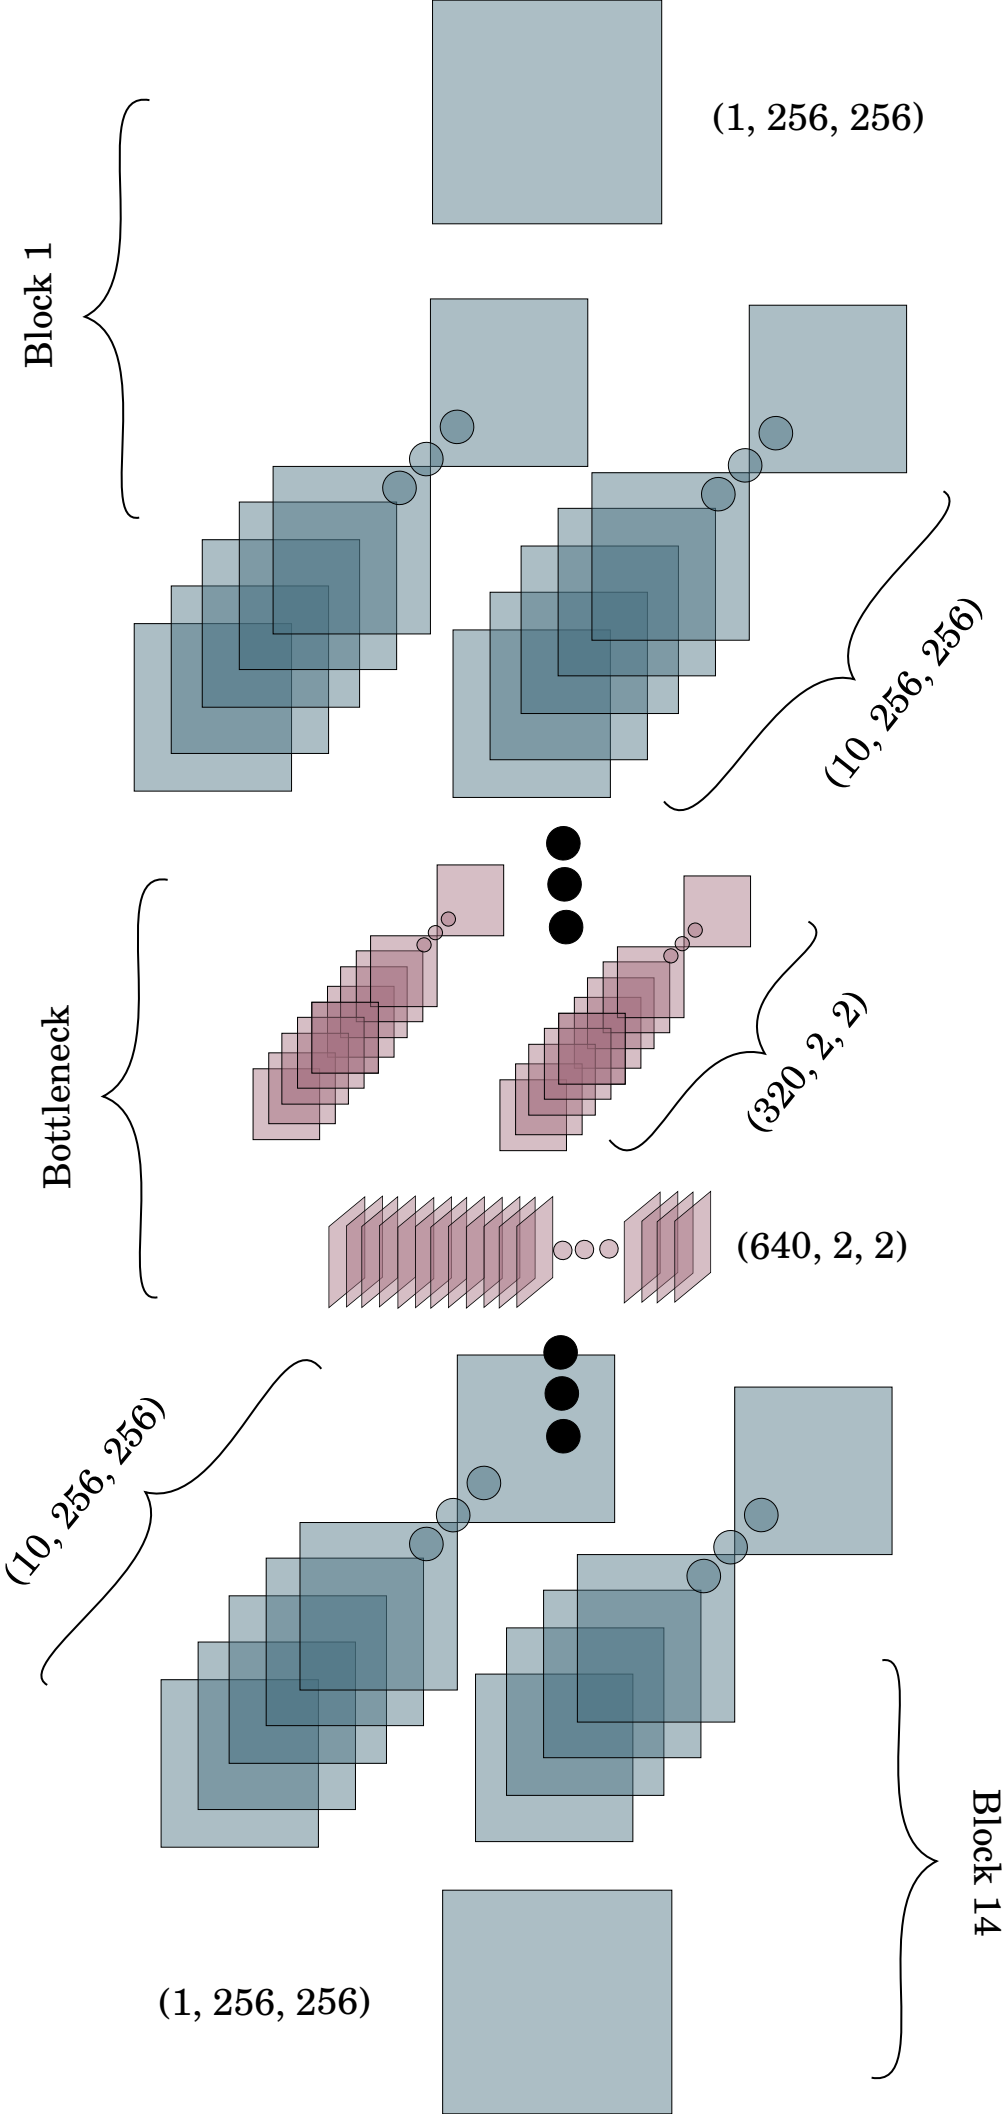 (1, 256, 256)
Block 1
(10, 256, 256)
Bottleneck
(320, 2, 2)
(640, 2, 2)
(10, 256, 256)
Block 14
(1, 256, 256)